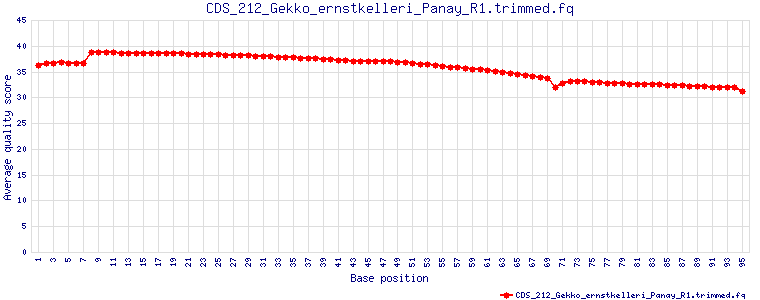 CDS_212_Gekko_ernstkelleri_Panay_R1.trimmed.fq
45
40
35
30
25
20
15
10
5
0
Average quality score
1 3 5 7 9 11 13 15 17 19 21 23 25 27 29 31 33 35 37 39 41 43 45 47 49 51 53 55 57 59 61 63 65 67 69 71 73 75 77 79 81 83 85 87 89 91 93 95
Base position
CDS_212_Gekko_ernstkelleri_Panay_R1.trimmed.fq